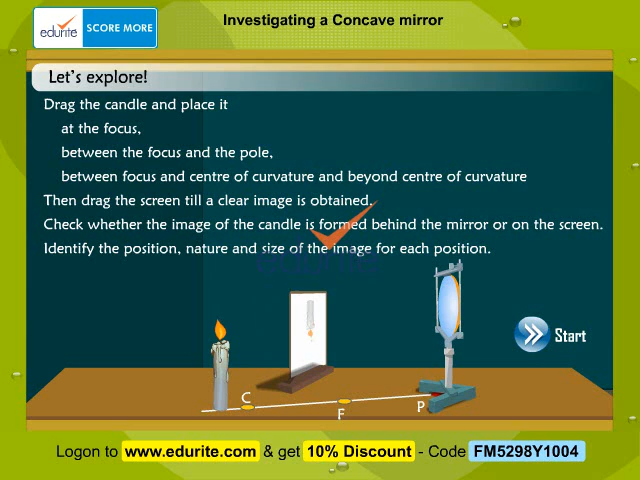 Investigating a Concave mirror
edurite SCORE MORE
Let's explore!
Drag the candle and place it
at the focus,
between the focus and the pole,
between focus and centre of curvature and beyond centre of curvature
Then drag the screen till a clear image is obtained.
Check whether the image of the candle is formed behind the mirror or on the screen.
Identify the position, nature and size of the image for each position.
edurite
Start
C
F
P
Logon to www.edurite.com & get 10% Discount - Code FM5298Y1004